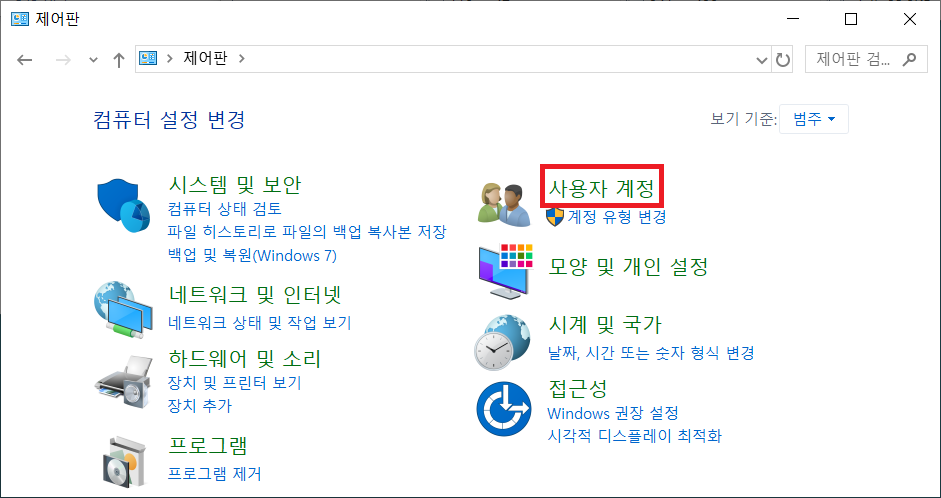 제어판
제어판
제어판 검...
컴퓨터 설정 변경
보기 기준: 범주
시스템 및 보안
컴퓨터 상태 검토
파일 히스토리로 파일의 백업 복사본 저장
백업 및 복원(Windows 7)
네트워크 및 인터넷
네트워크 상태 및 작업 보기
하드웨어 및 소리
장치 및 프린터 보기
장치 추가
프로그램
프로그램 제거
사용자 계정
계정 유형 변경
모양 및 개인 설정
시계 및 국가
날짜, 시간 또는 숫자 형식 변경
접근성
Windows 권장 설정
시각적 디스플레이 최적화